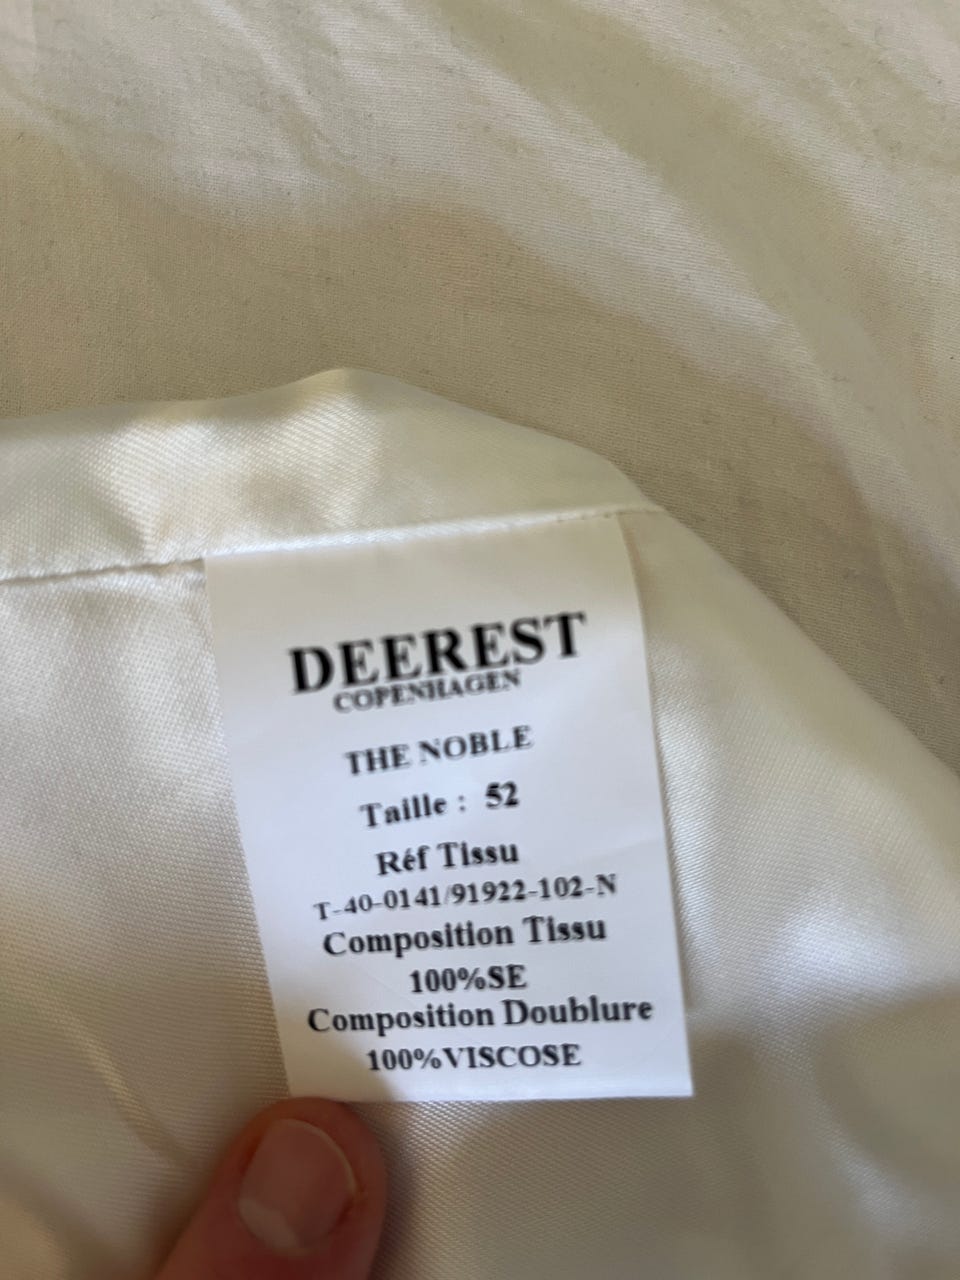 DEEREST
COPENHAGEN
THE NOBLE
Taille : 52
Réf Tissu
T-40-0141/91922-102-N
Composition Tissu
100%SE
Composition Doublure
100%VISCOSE